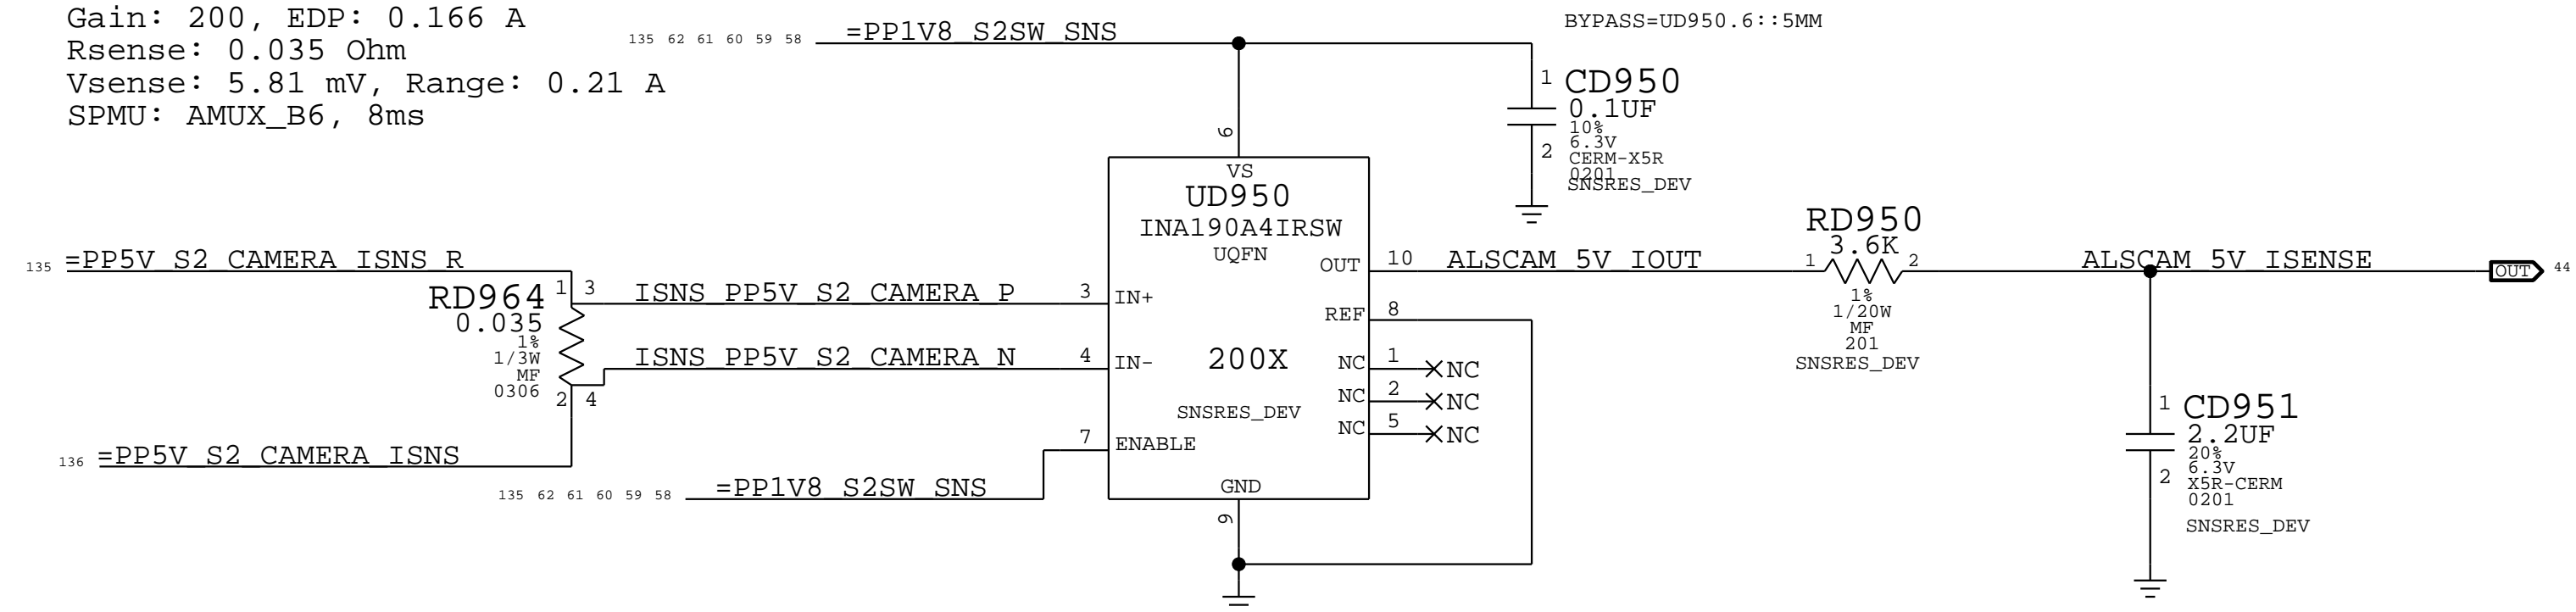 Gain: 200, EDP: 0.166 A
Rsense: 0.035 Ohm
Vsense: 5.81 mV, Range: 0.21 A
SPMU: AMUX_B6, 8ms
135 62 61 60 59 58 =PP1V8_S2SW_SNS
BYPASS=UD950.6::5MM
1 CD950
0.1UF
10%
6.3V
2 CERM-X5R
0201
SNSRES_DEV
6
VS
UD950
INA190A4IRSW
UQFN
200X
SNSRES_DEV
GND
9
135 =PP5V_S2_CAMERA_ISNS_R
RD964 1 3
0.035
1%
1/3W
MF
0306
2 4
ISNS_PP5V_S2_CAMERA_P 3 IN+
ISNS_PP5V_S2_CAMERA_N 4 IN-
136 =PP5V_S2_CAMERA_ISNS
7 ENABLE
135 62 61 60 59 58 =PP1V8_S2SW_SNS
OUT 10 ALSCAM_5V_IOUT
REF 8
NC 1 NC
NC 2 NC
NC 5 NC
RD950
1 3.6K 2
1%
1/20W
MF
201
SNSRES_DEV
ALSCAM_5V_ISENSE OUT 44
1 CD951
2.2UF
20%
6.3V
2 X5R-CERM
0201
SNSRES_DEV